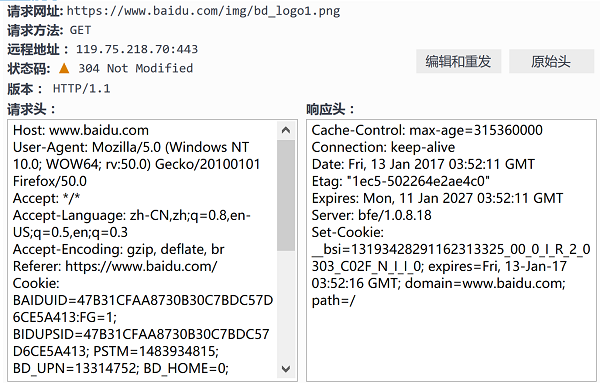 请求网址: https://www.baidu.com/img/bd_logo1.png
请求方法: GET
远程地址： 119.75.218.70:443
状态码: 304 Not Modified
编辑和重发 原始头
版本： HTTP/1.1
请求头：
Host: www.baidu.com
User-Agent: Mozilla/5.0 (Windows NT
10.0; WOW64; rv:50.0) Gecko/20100101
Firefox/50.0
Accept: */*
Accept-Language: zh-CN,zh;q=0.8,en-
US;q=0.5,en;q=0.3
Accept-Encoding: gzip, deflate, br
Referer: https://www.baidu.com/
Cookie:
BAIDUID=47B31CFAA8730B30C7BDC57D
6CE5A413:FG=1;
BIDUPSID=47B31CFAA8730B30C7BDC57
D6CE5A413; PSTM=1483934815;
BD_UPN=13314752; BD_HOME=0;
响应头：
Cache-Control: max-age=315360000
Connection: keep-alive
Date: Fri, 13 Jan 2017 03:52:11 GMT
Etag: "1ec5-502264e2ae4c0"
Expires: Mon, 11 Jan 2027 03:52:11 GMT
Server: bfe/1.0.8.18
Set-Cookie:
__bsi=13193428291162313325_00_0_I_R_2_0
303_C02F_N_I_I_0; expires=Fri, 13-Jan-17
03:52:16 GMT; domain=www.baidu.com;
path=/